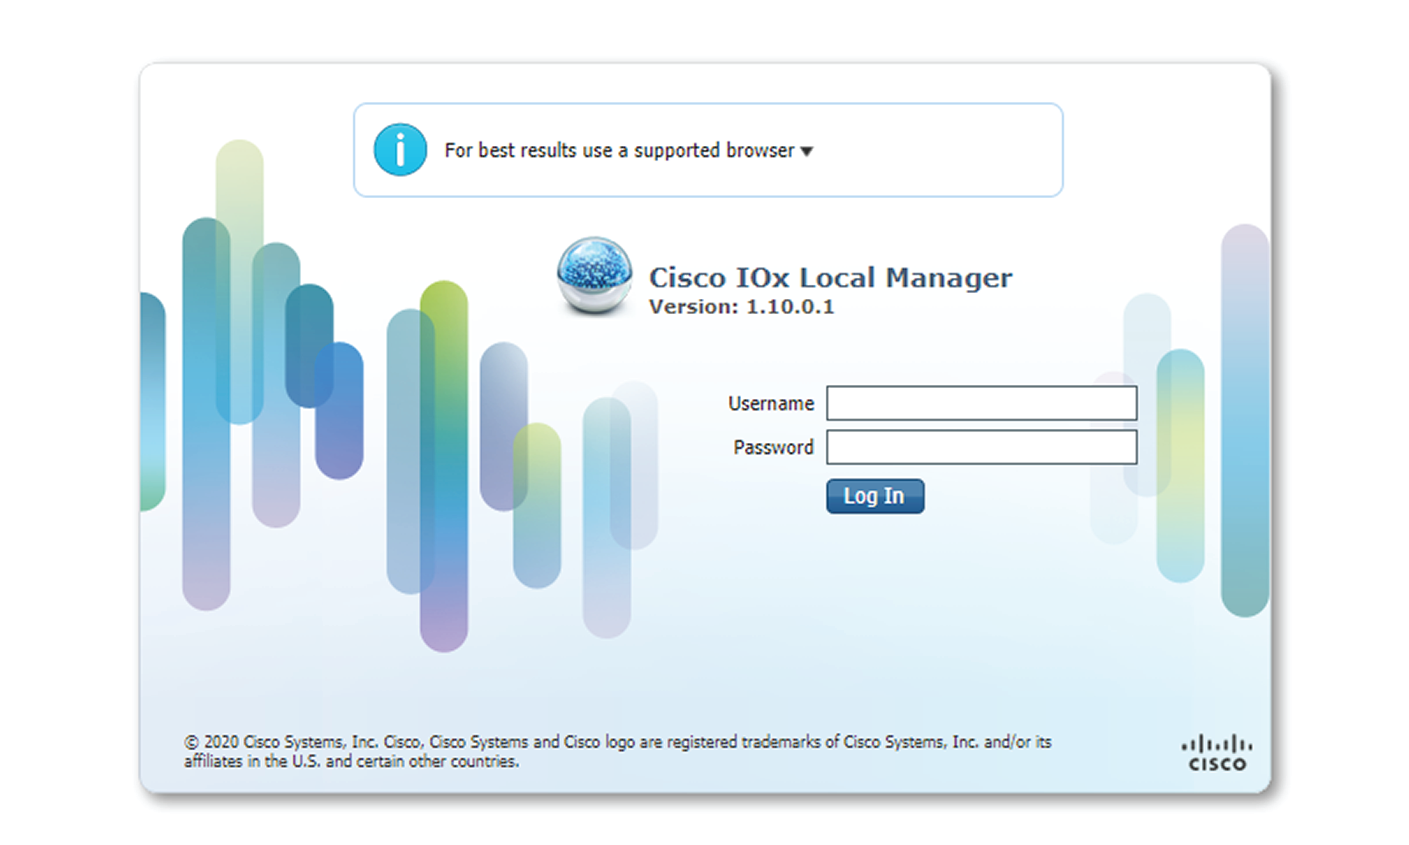 For best results use a supported browser
Cisco IOx Local Manager
Version: 1.10.0.1
Username
Password
Log In
© 2020 Cisco Systems, Inc. Cisco, Cisco Systems and Cisco logo are registered trademarks of Cisco Systems, Inc. and/or its
affiliates in the U.S. and certain other countries.
CISCO